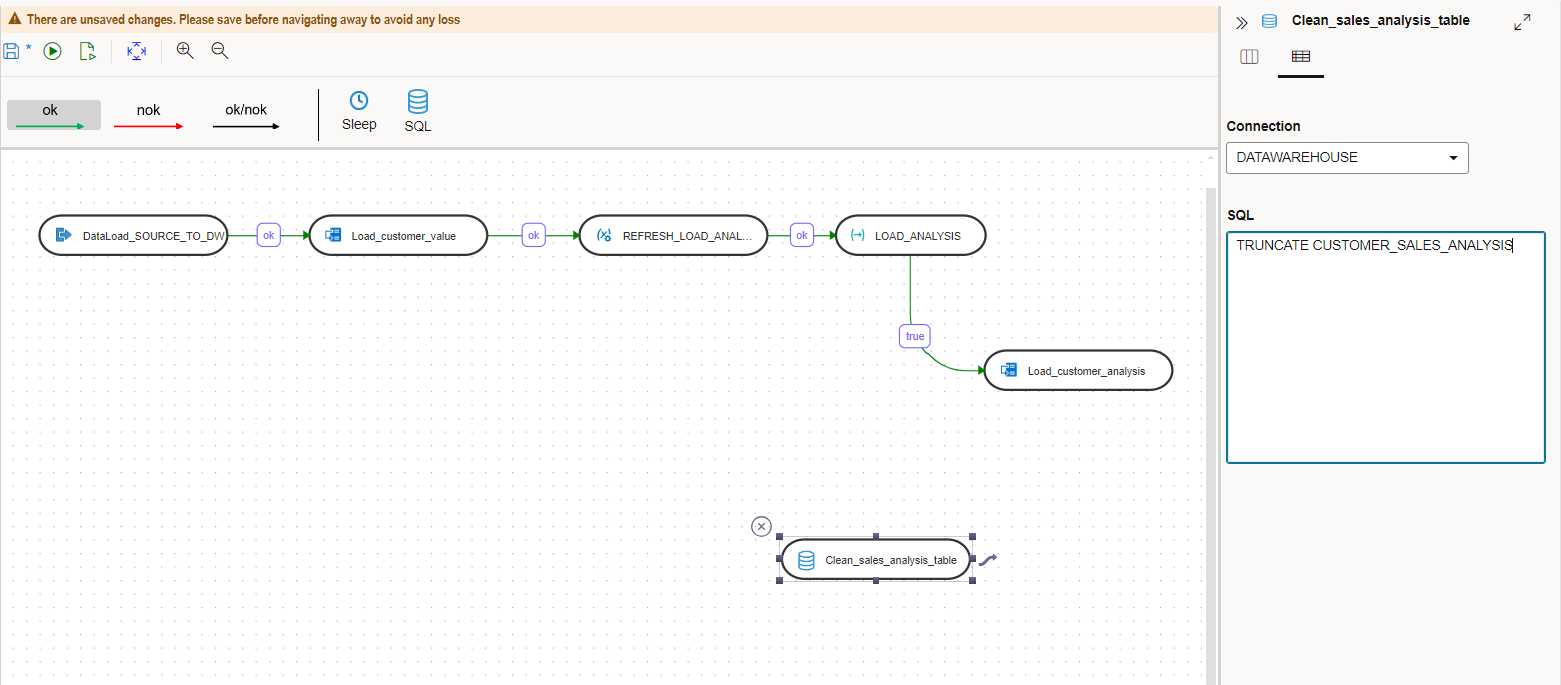 There are unsaved changes. Please save before navigating away to avoid any loss
*
ok
nok
ok/nok
Sleep
SQL
DataLoad_SOURCE_TO_DW
ok
Load_customer_value
ok
REFRESH_LOAD_ANAL...
ok
LOAD_ANALYSIS
true
Load_customer_analysis
Clean_sales_analysis_table
Clean_sales_analysis_table
Connection
DATAWAREHOUSE
SQL
TRUNCATE CUSTOMER_SALES_ANALYSIS